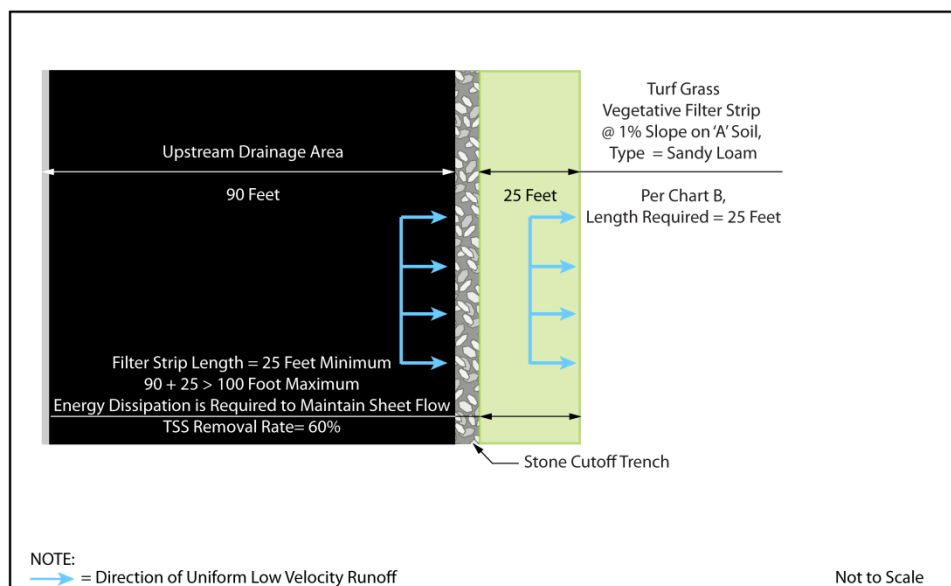 Turf Grass
Vegetative Filter Strip
@ 1% Slope on ‘A’ Soil,
Type = Sandy Loam
Upstream Drainage Area
90 Feet
25 Feet
Per Chart B,
Length Required = 25 Feet
Filter Strip Length = 25 Feet Minimum
90 + 25 > 100 Foot Maximum
Energy Dissipation is Required to Maintain Sheet Flow
TSS Removal Rate= 60%
Stone Cutoff Trench
NOTE:
= Direction of Uniform Low Velocity Runoff
Not to Scale